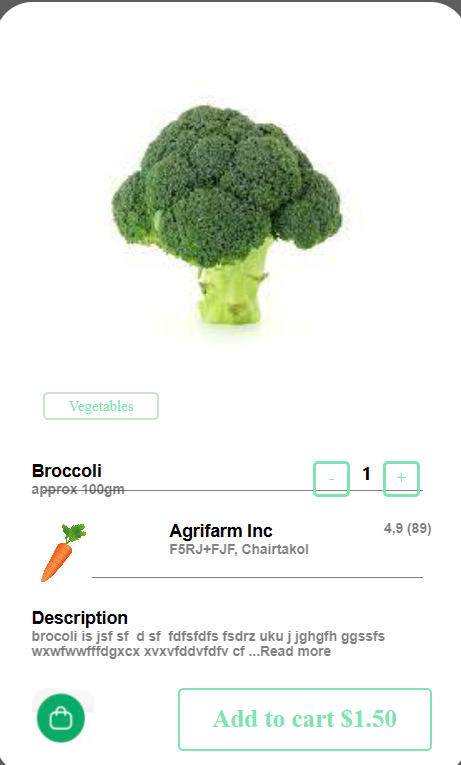 Vegetables
Broccoli
- 1 +
approx 100gm
Agrifarm Inc
4,9 (89)
F5RJ+FJF, Chairtakol
Description
brocoli is jsf sf  d sf  fdfsfdfs fsdrz uku j jghgfh ggssfs
wxwfwwfffdgxcx xvxvfddvfdfv cf ...Read more
Add to cart $1.50